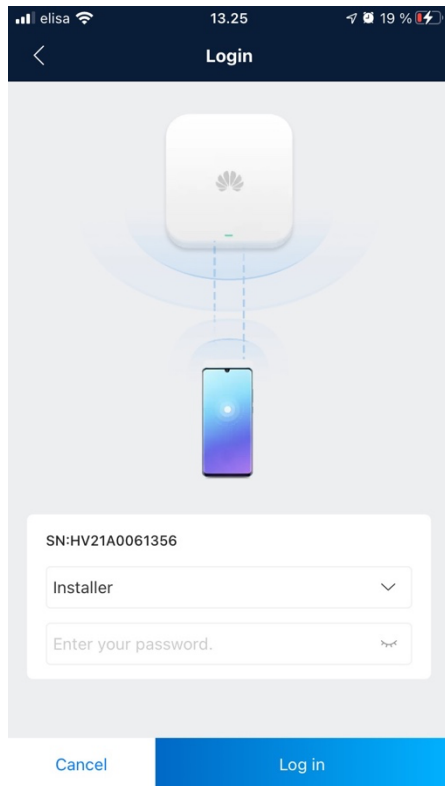 elisa 13.25 19 %
Login
SN:HV21A0061356
Installer
Enter your password.
Cancel Log in